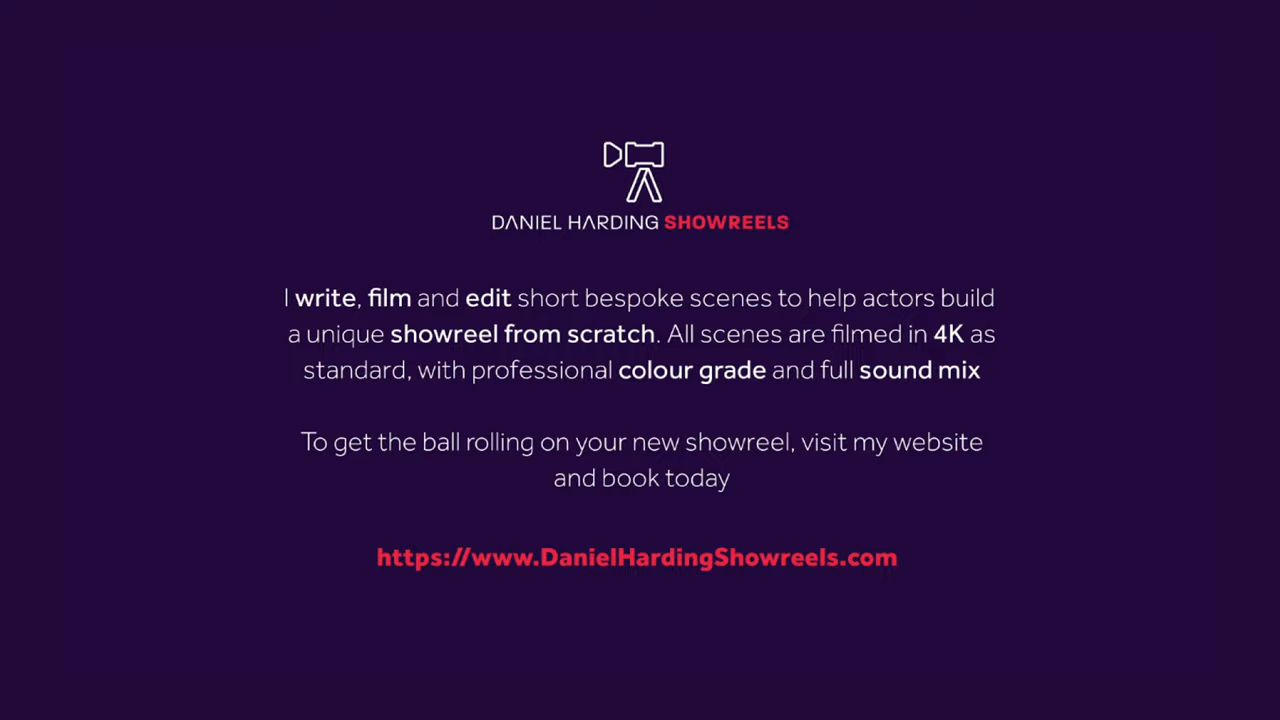 DANIEL HARDING SHOWREELS
I write, film and edit short bespoke scenes to help actors build
a unique showreel from scratch. All scenes are filmed in 4K as
standard, with professional colour grade and full sound mix
To get the ball rolling on your new showreel, visit my website
and book today
https://www.DanielHardingShowreels.com